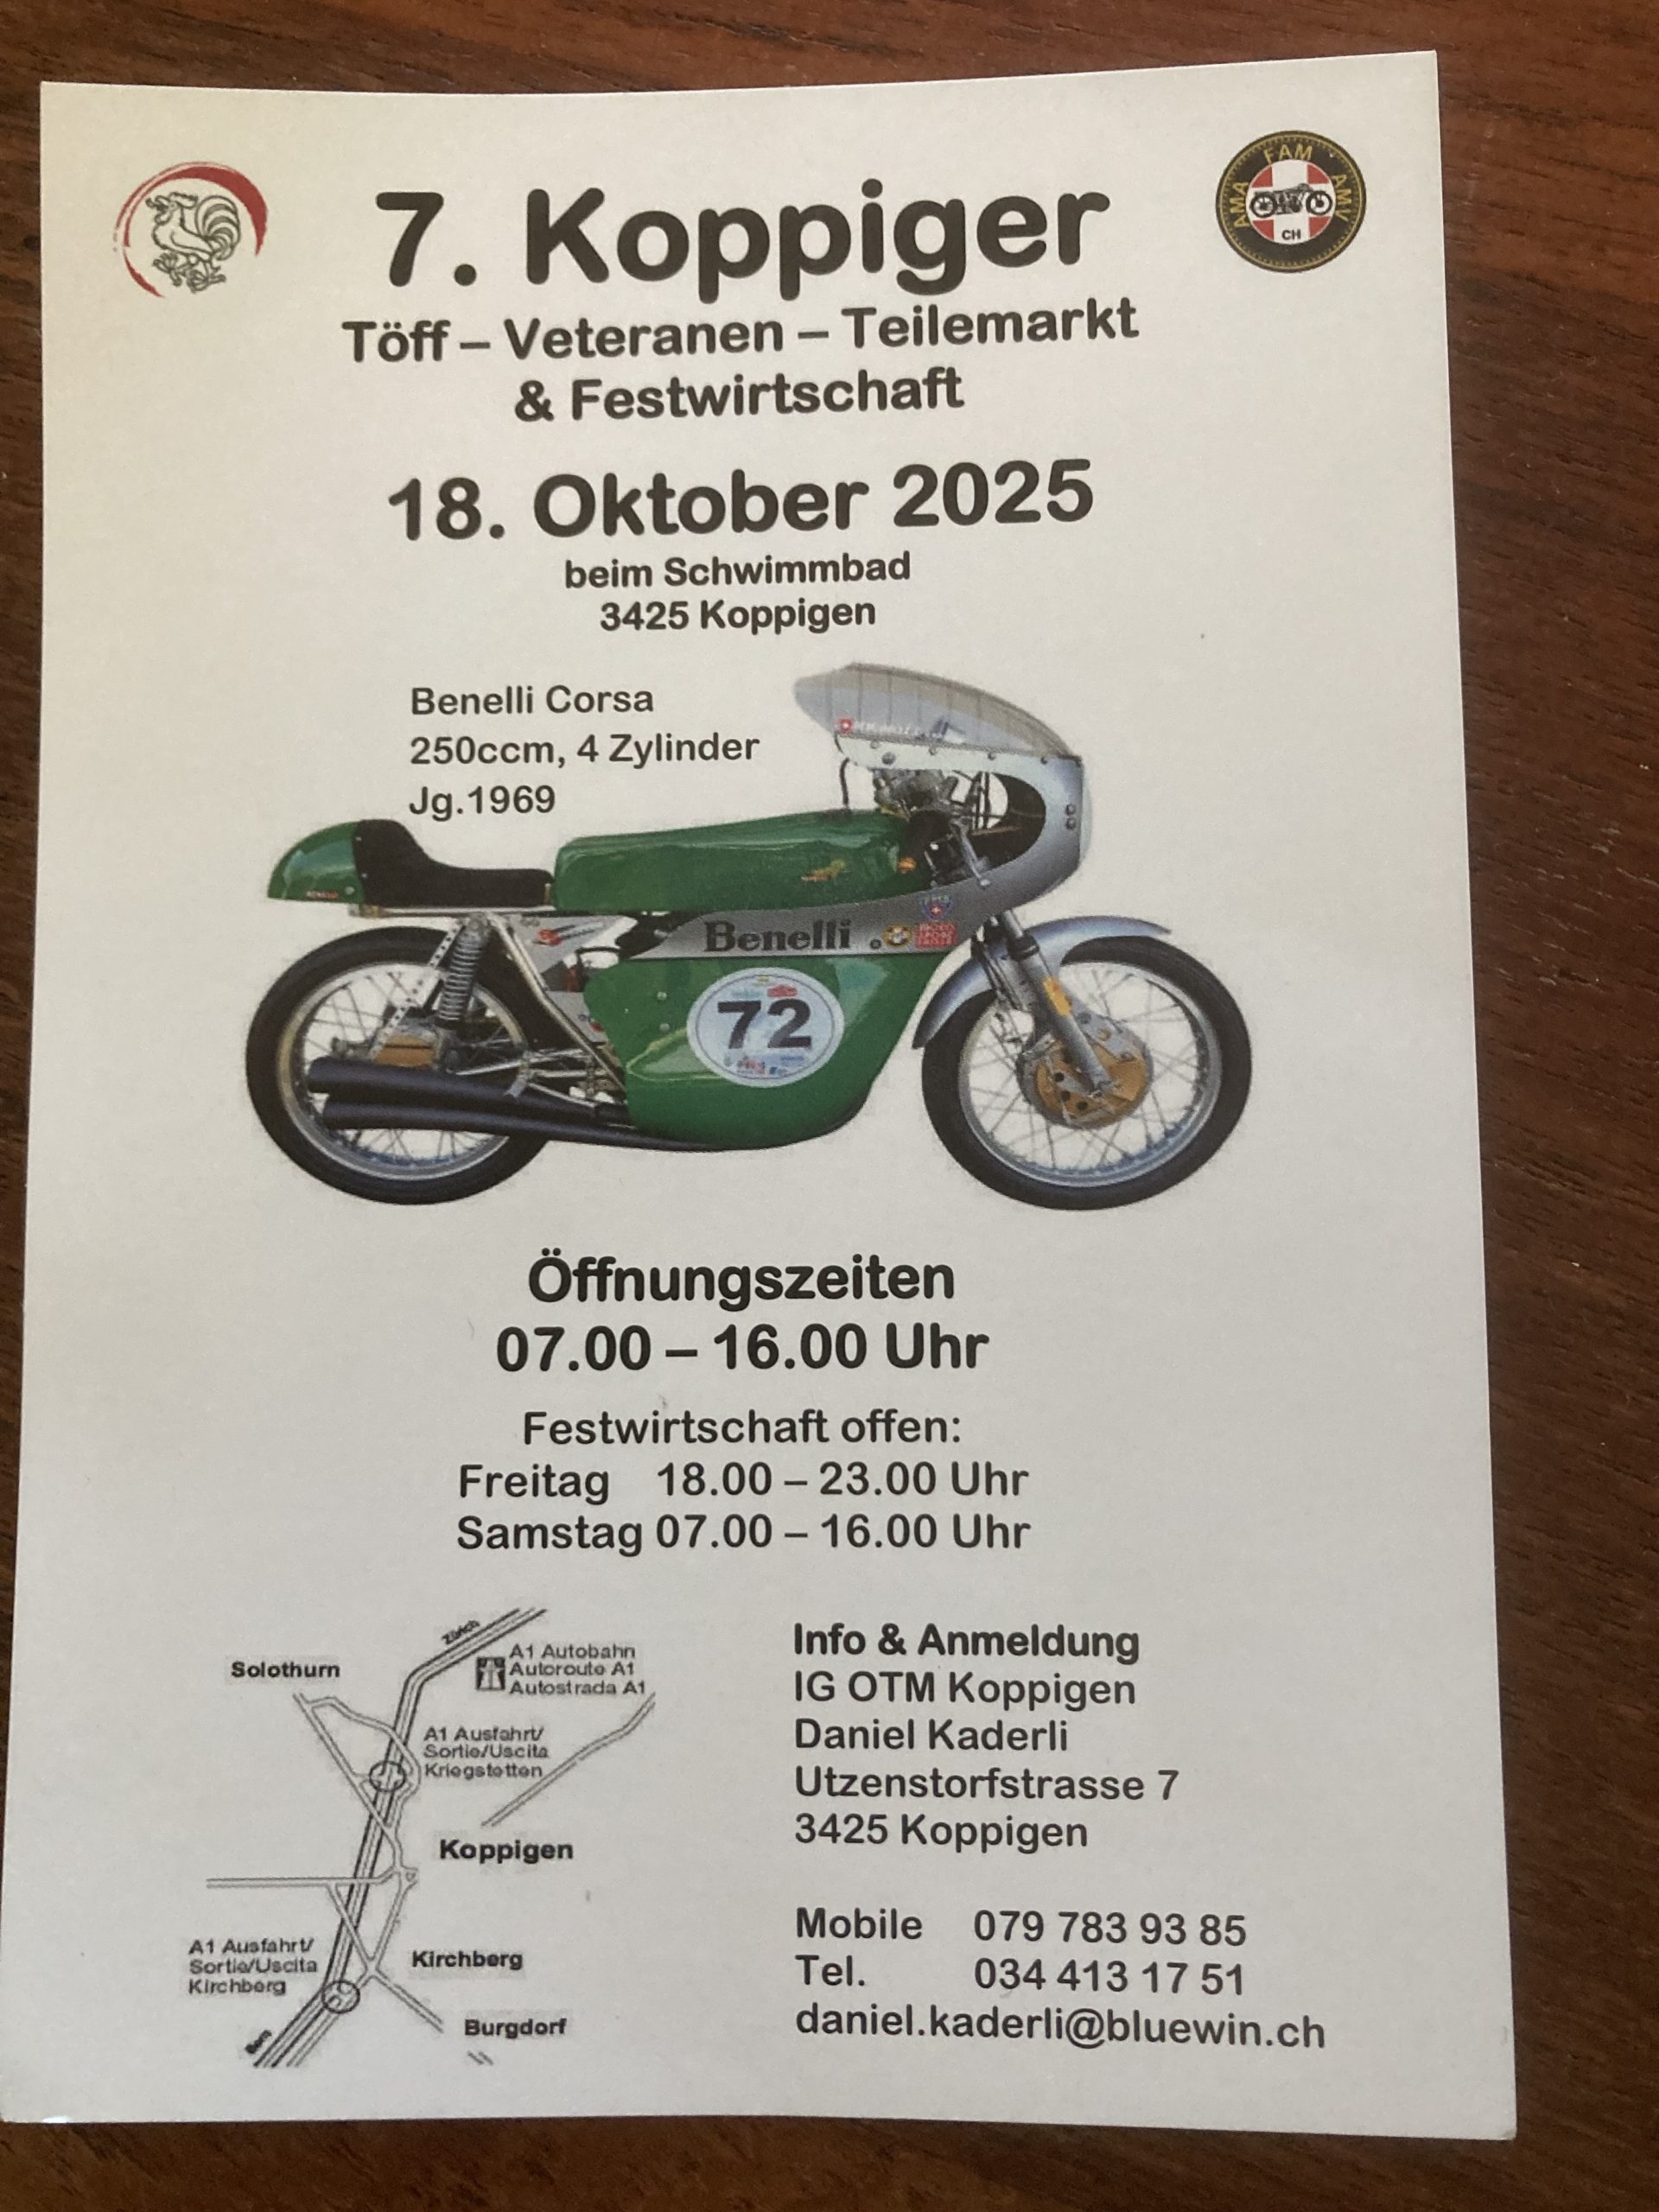 7. Koppiger
AMA FAM AMV
CH
Töff – Veteranen – Teilemarkt
& Festwirtschaft
18. Oktober 2025
beim Schwimmbad
3425 Koppigen
Benelli Corsa
250ccm, 4 Zylinder
Jg.1969
Benelli
72
Öffnungszeiten
07.00 – 16.00 Uhr
Festwirtschaft offen:
Freitag 18.00 – 23.00 Uhr
Samstag 07.00 – 16.00 Uhr
Zürich
A1 Autobahn
Autoroute A1
Autostrada A1
Solothurn
A1 Ausfahrt/
Sortie/Uscita
Kriegstetten
Koppigen
A1 Ausfahrt/
Sortie/Uscita
Kirchberg
Kirchberg
Burgdorf
Bern
Info & Anmeldung
IG OTM Koppigen
Daniel Kaderli
Utzenstorfstrasse 7
3425 Koppigen
Mobile 079 783 93 85
Tel. 034 413 17 51
daniel.kaderli@bluewin.ch